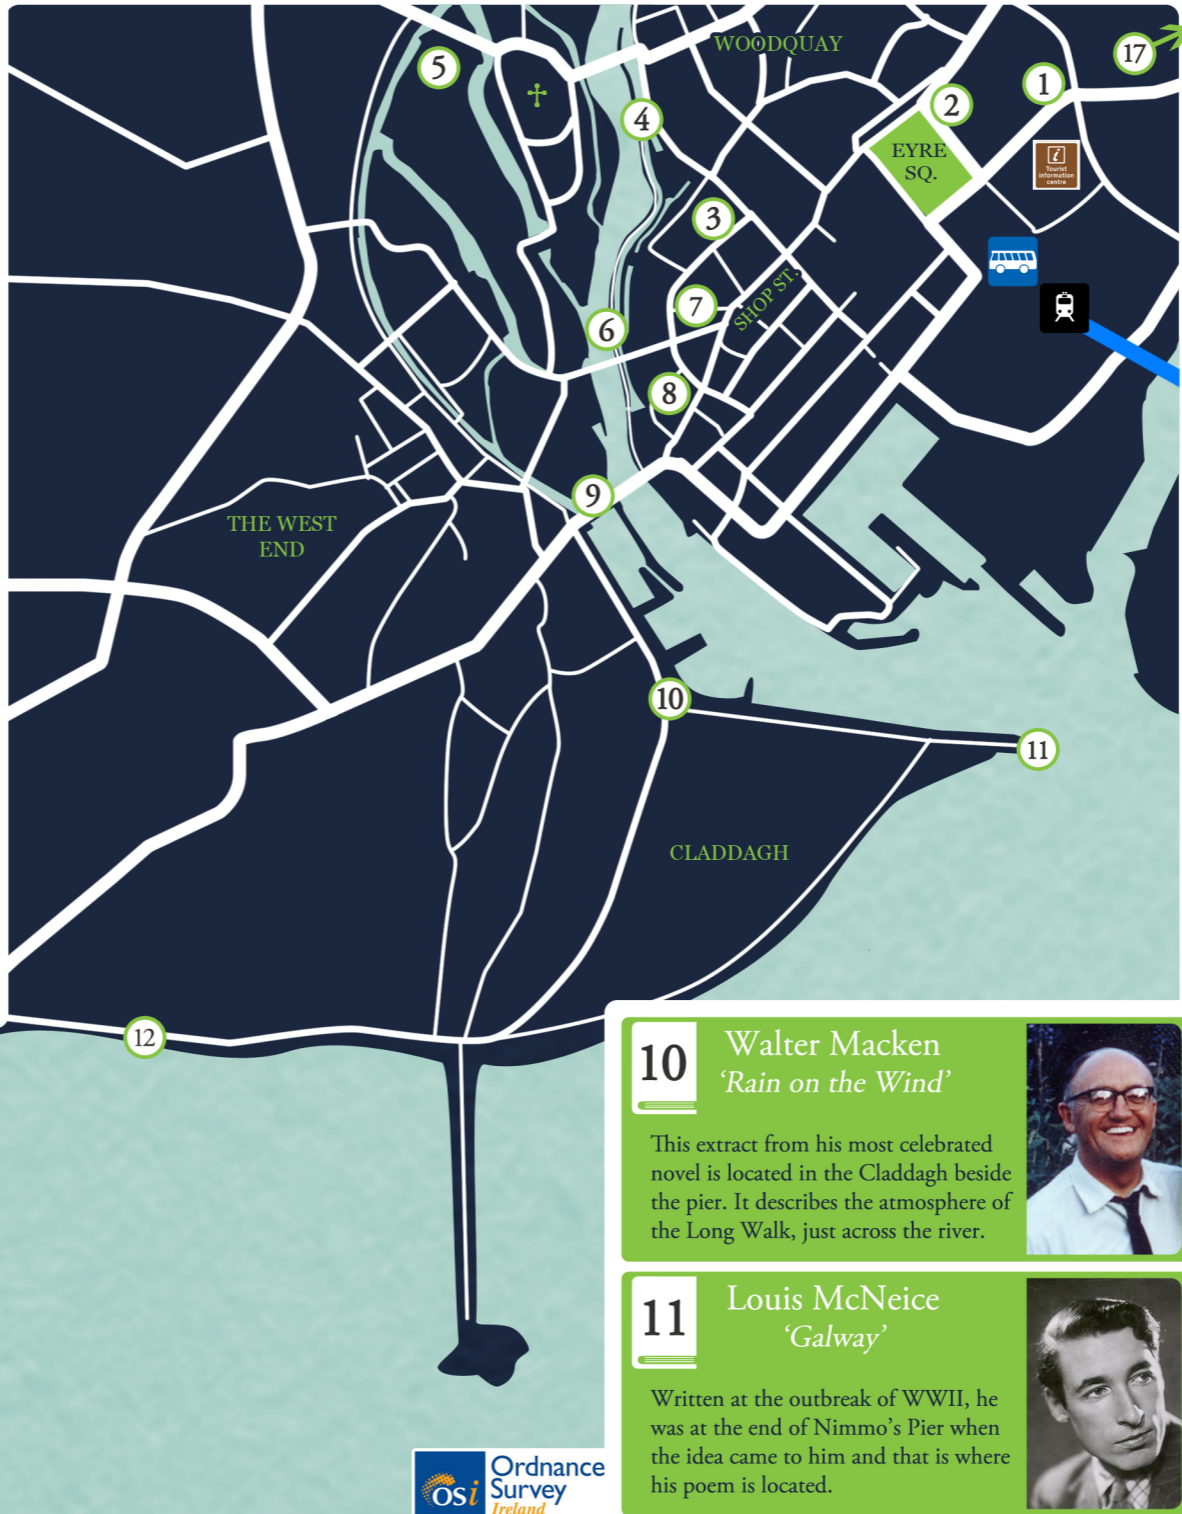 WOODQUAY
17
5
1
2
4
EYRE
SQ.
i
Tourist
information
centre
3
SHOP ST.
7
6
8
9
THE WEST
END
10
11
CLADDAGH
12
10
Walter Macken
‘Rain on the Wind’
This extract from his most celebrated
novel is located in the Claddagh beside
the pier. It describes the atmosphere of
the Long Walk, just across the river.
11
Louis McNeice
‘Galway’
Written at the outbreak of WWII, he
was at the end of Nimmo’s Pier when
the idea came to him and that is where
his poem is located.
osi
Ordnance
Survey
Ireland